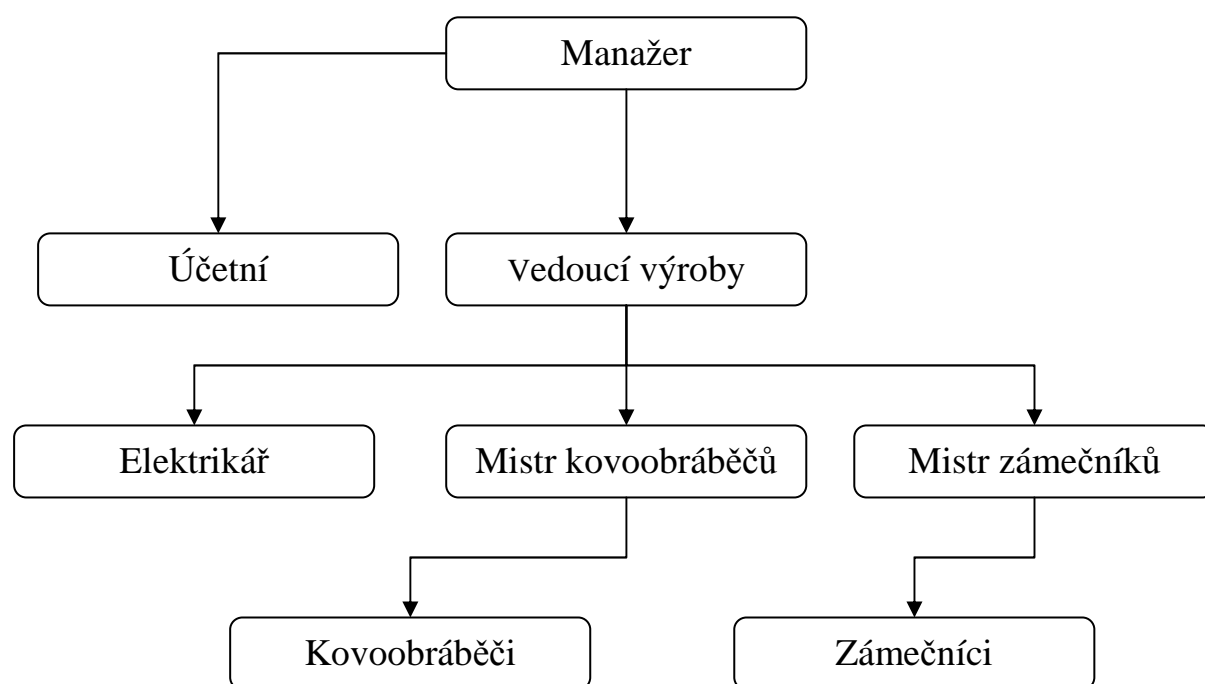 Manažer
Účetní
Vedoucí výroby
Elektrikář
Mistr kovoobráběčů
Mistr zámečníků
Kovoobráběči
Zámečníci